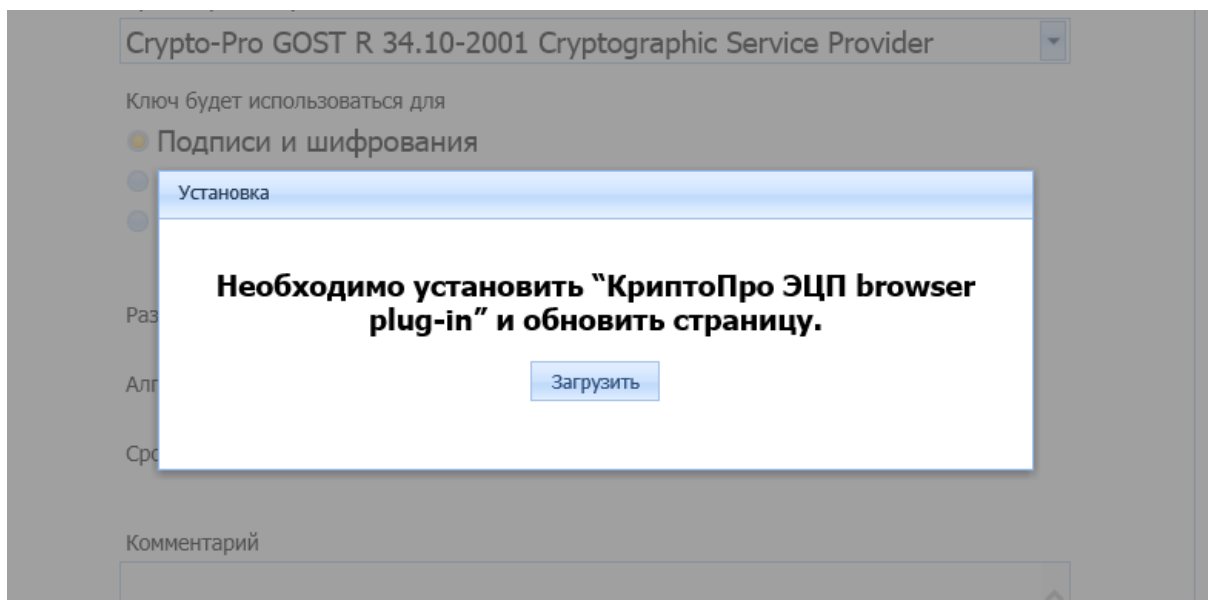 Crypto-Pro GOST R 34.10-2001 Cryptographic Service Provider
Ключ будет использоваться для
Подписи и шифрования
Установка
Необходимо установить “КриптоПро ЭЦП browser
plug-in” и обновить страницу.
Загрузить
Комментарий